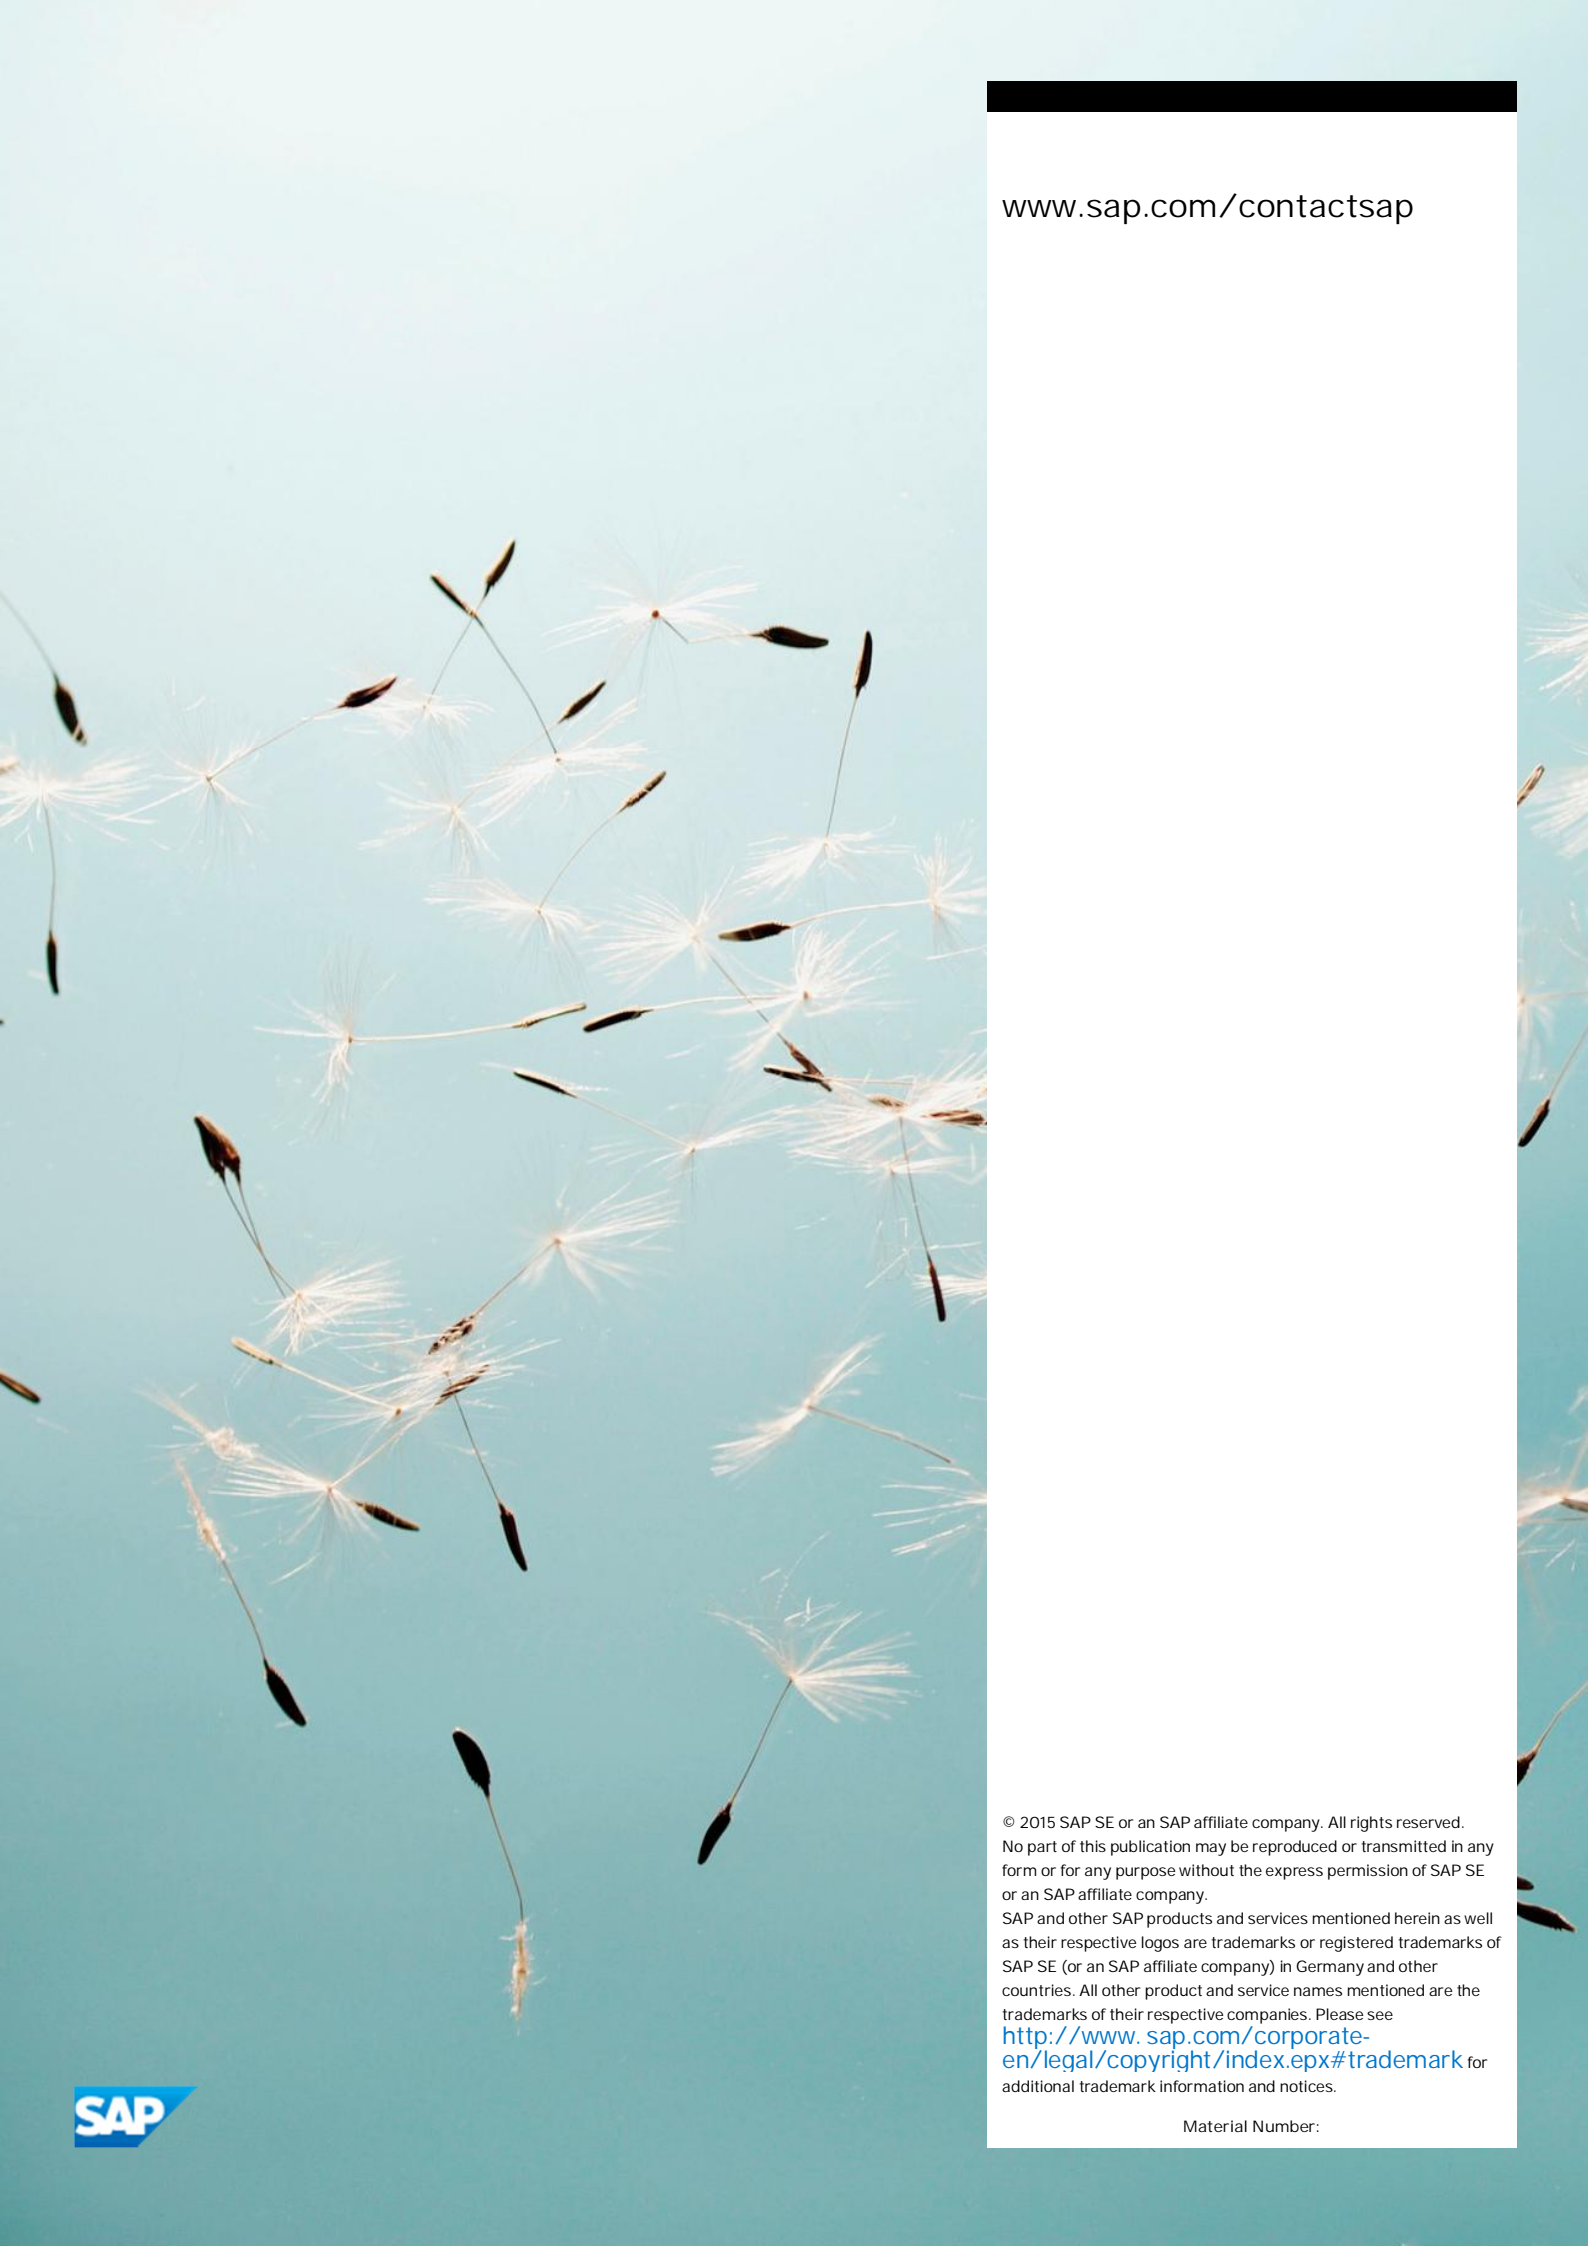 www.sap.com/contactsap
© 2015 SAP SE or an SAP affiliate company. All rights reserved.
No part of this publication may be reproduced or transmitted in any
form or for any purpose without the express permission of SAP SE
or an SAP affiliate company.
SAP and other SAP products and services mentioned herein as well
as their respective logos are trademarks or registered trademarks of
SAP SE (or an SAP affiliate company) in Germany and other
countries. All other product and service names mentioned are the
trademarks of their respective companies. Please see
http://www. sap.com/corporate-
en/legal/copyright/index.epx#trademark for
additional trademark information and notices.
Material Number:
SAP